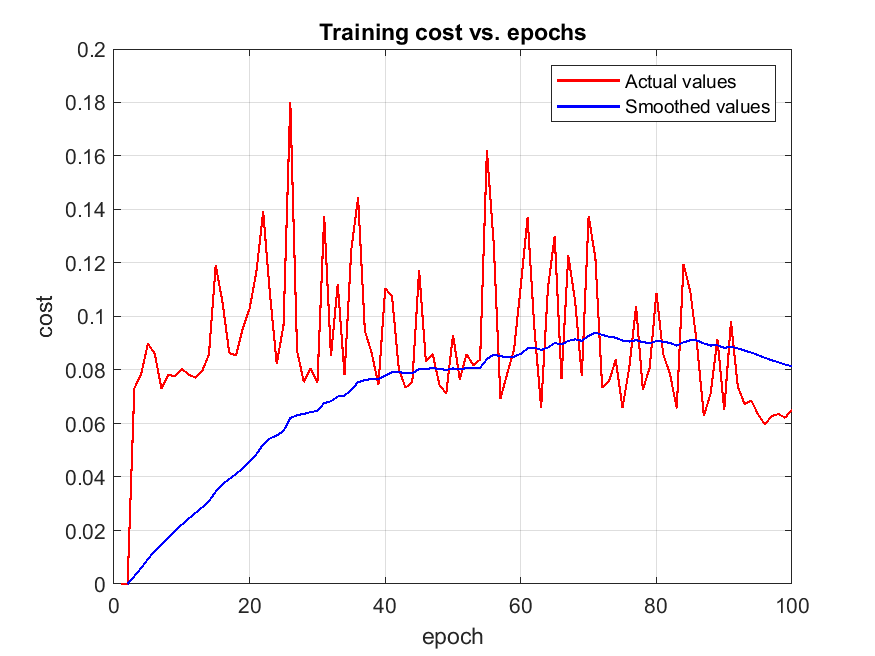 Training cost vs. epochs
Actual values
Smoothed values
0.2
0.18
0.16
0.14
0.12
0.1
0.08
0.06
0.04
0.02
0
cost
0 20 40 60 80 100
epoch